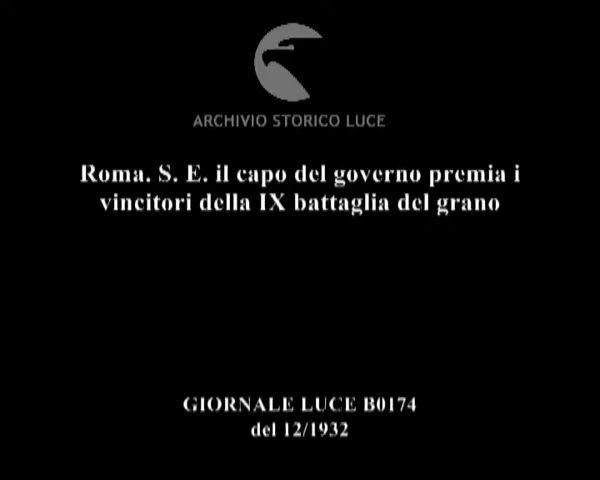 ARCHIVIO STORICO LUCE
Roma. S. E. il capo del governo premia i
vincitori della IX battaglia del grano
GIORNALE LUCE B0174
del 12/1932